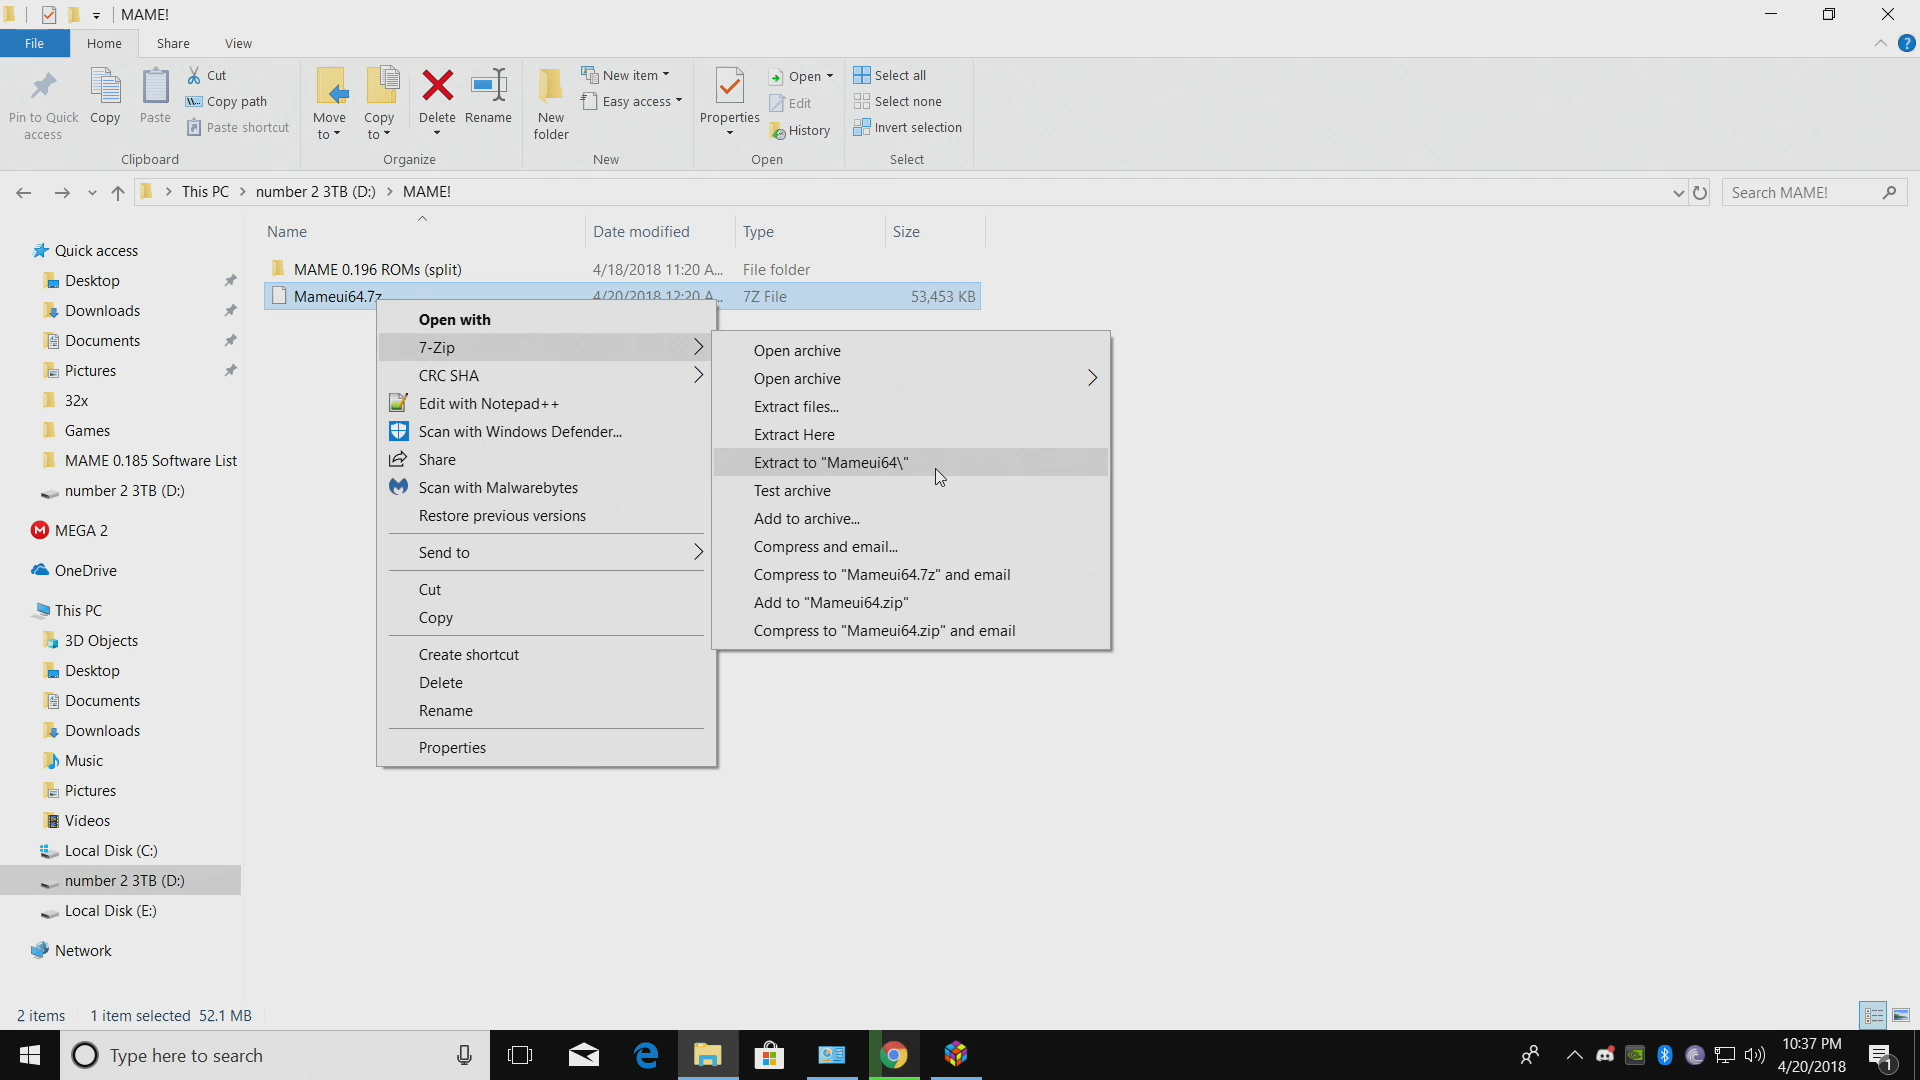 MAME!
File
Home
Share
View
Pin to Quick access
Copy
Paste
Cut
Copy path
Paste shortcut
Clipboard
Move to
Copy to
Delete
Rename
Organize
New folder
New item
Easy access
New
Properties
Open
Edit
History
Open
Select all
Select none
Invert selection
Select
This PC > number 2 3TB (D:) > MAME!
Search MAME!
Name Date modified Type Size
MAME 0.196 ROMs (split) 4/18/2018 11:20 A... File folder
Mameui64.7z 4/20/2018 12:20 A... 7Z File 53,453 KB
Quick access
Desktop
Downloads
Documents
Pictures
32x
Games
MAME 0.185 Software List
number 2 3TB (D:)
MEGA 2
OneDrive
This PC
3D Objects
Desktop
Documents
Downloads
Music
Pictures
Videos
Local Disk (C:)
number 2 3TB (D:)
Local Disk (E:)
Network
Open with
7-Zip
CRC SHA
Edit with Notepad++
Scan with Windows Defender...
Share
Scan with Malwarebytes
Restore previous versions
Send to
Cut
Copy
Create shortcut
Delete
Rename
Properties
Open archive
Open archive
Extract files...
Extract Here
Extract to "Mameui64\"
Test archive
Add to archive...
Compress and email...
Compress to "Mameui64.7z" and email
Add to "Mameui64.zip"
Compress to "Mameui64.zip" and email
2 items 1 item selected 52.1 MB
Type here to search
10:37 PM
4/20/2018
1